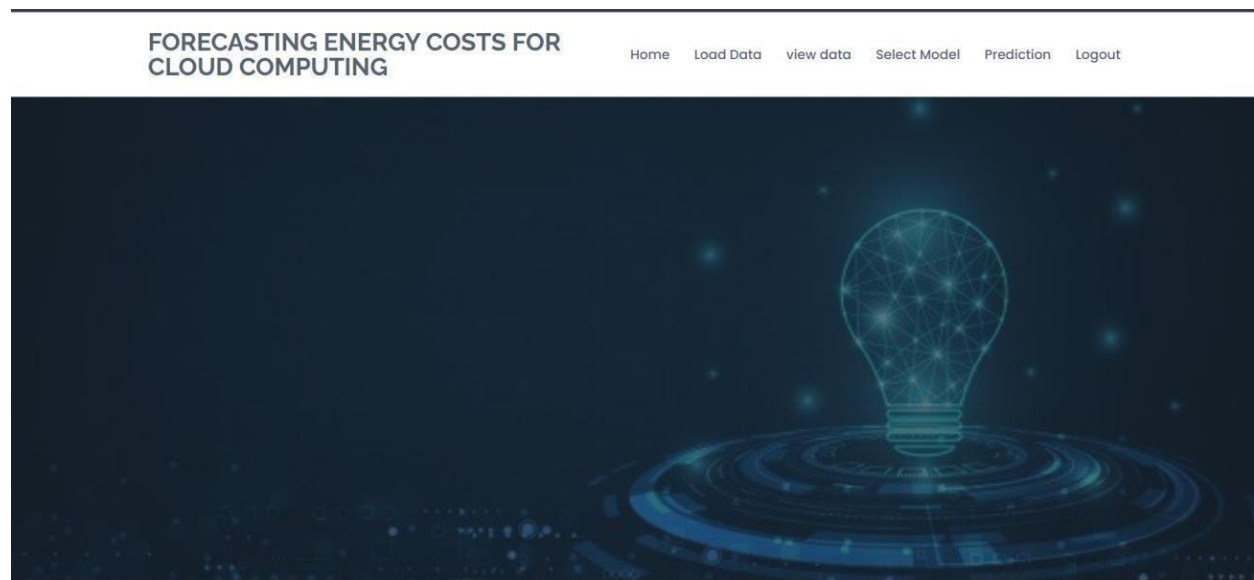 FORECASTING ENERGY COSTS FOR
CLOUD COMPUTING
Home Load Data view data Select Model Prediction Logout